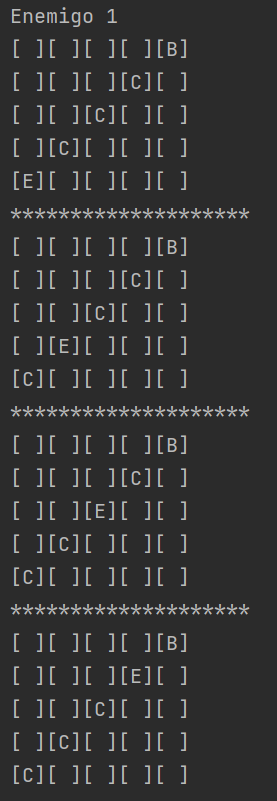 Enemigo 1
[ ][ ][ ][ ][B]
[ ][ ][ ][C][ ]
[ ][ ][C][ ][ ]
[ ][C][ ][ ][ ]
[E][ ][ ][ ][ ]
********************
[ ][ ][ ][ ][B]
[ ][ ][ ][C][ ]
[ ][ ][C][ ][ ]
[ ][E][ ][ ][ ]
[C][ ][ ][ ][ ]
********************
[ ][ ][ ][ ][B]
[ ][ ][ ][C][ ]
[ ][ ][E][ ][ ]
[ ][C][ ][ ][ ]
[C][ ][ ][ ][ ]
********************
[ ][ ][ ][ ][B]
[ ][ ][ ][E][ ]
[ ][ ][C][ ][ ]
[ ][C][ ][ ][ ]
[C][ ][ ][ ][ ]